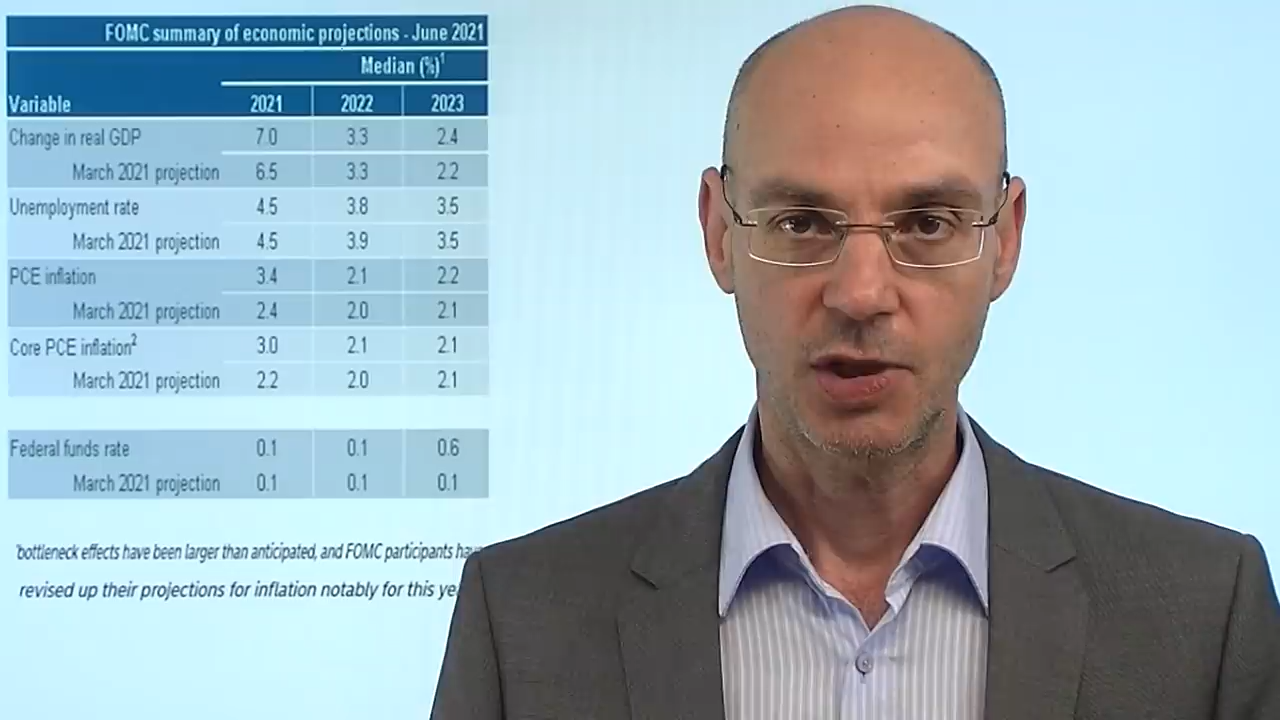 FOMC summary of economic projections - June 2021
Median (%)¹
Variable 2021 2022 2023
Change in real GDP 7.0 3.3 2.4
March 2021 projection 6.5 3.3 2.2
Unemployment rate 4.5 3.8 3.5
March 2021 projection 4.5 3.9 3.5
PCE inflation 3.4 2.1 2.2
March 2021 projection 2.4 2.0 2.1
Core PCE inflation² 3.0 2.1 2.1
March 2021 projection 2.2 2.0 2.1
Federal funds rate 0.1 0.1 0.6
March 2021 projection 0.1 0.1 0.1
'bottleneck effects have been larger than anticipated, and FOMC participants
revised up their projections for inflation notably for this